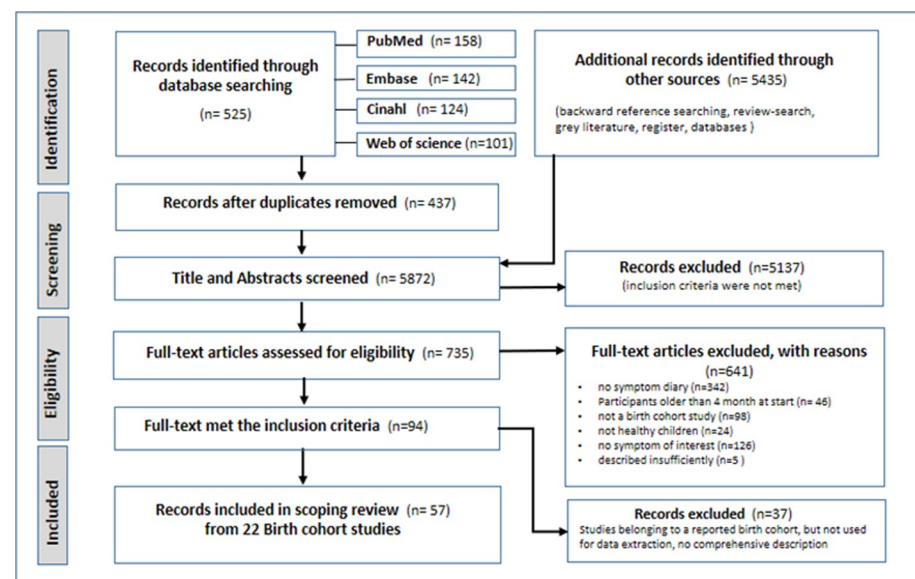 Identification
Records identified through
database searching
(n= 525)
PubMed (n= 158)
Embase (n= 142)
Cinahl (n= 124)
Web of science (n=101)
Additional records identified through
other sources (n= 5435)
(backward reference searching, review-search,
grey literature, register, databases )
Screening
Records after duplicates removed (n= 437)
Title and Abstracts screened (n= 5872)
Records excluded (n=5137)
(inclusion criteria were not met)
Eligibility
Full-text articles assessed for eligibility (n= 735)
Full-text articles excluded, with reasons
(n=641)
• no symptom diary (n=342)
• Participants older than 4 month at start (n= 46)
• not a birth cohort study (n=98)
• not healthy children (n=24)
• no symptom of interest (n=126)
• described insufficiently (n=5 )
Full-text met the inclusion criteria (n=94)
Included
Records included in scoping review (n= 57)
from 22 Birth cohort studies
Records excluded (n=37)
Studies belonging to a reported birth cohort, but not used
for data extraction, no comprehensive description